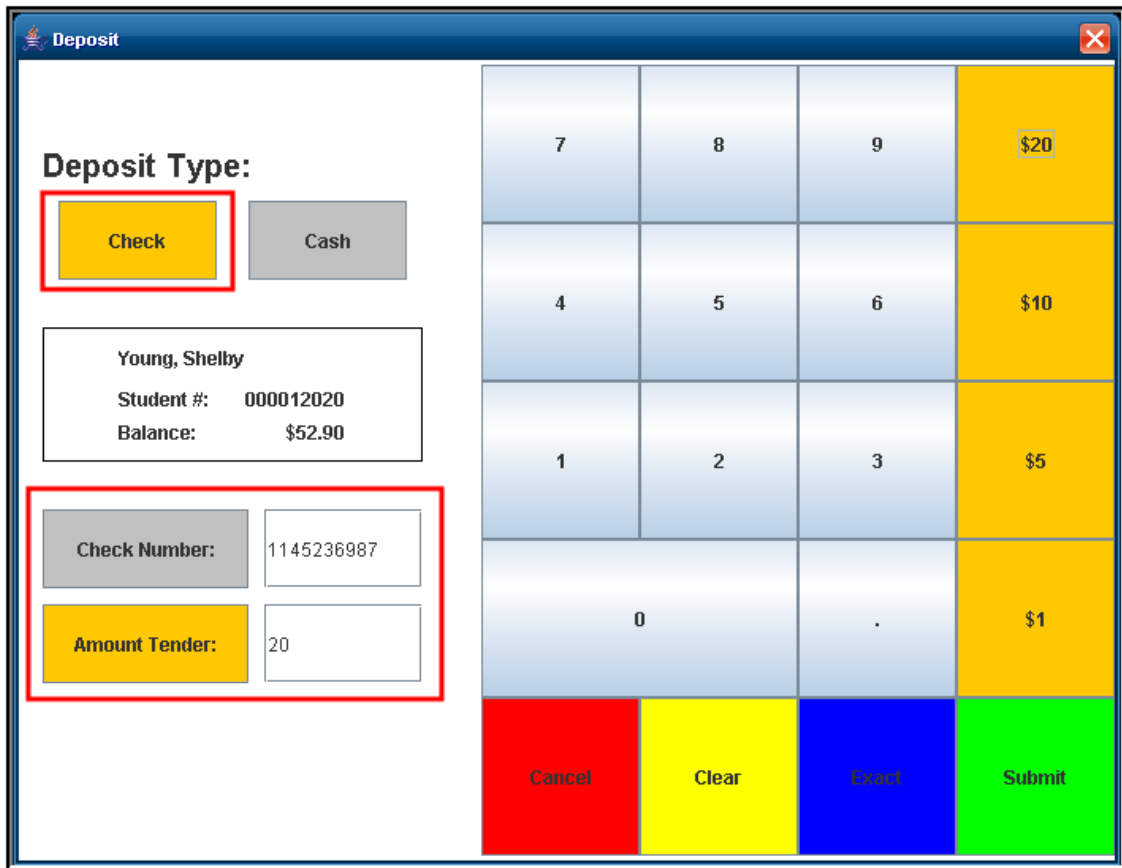 Deposit
Deposit Type:
Check Cash
Young, Shelby
Student #: 000012020
Balance: $52.90
Check Number: 1145236987
Amount Tender: 20
7 8 9 $20
4 5 6 $10
1 2 3 $5
0 . $1
Cancel Clear Exact Submit